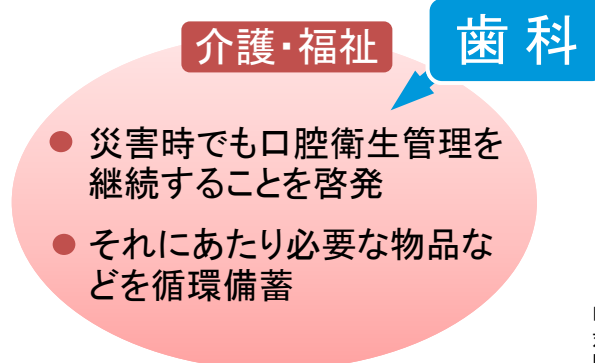 歯 科
介護・福祉
● 災害時でも口腔衛生管理を
継続することを啓発
● それにあたり必要な物品な
どを循環備蓄